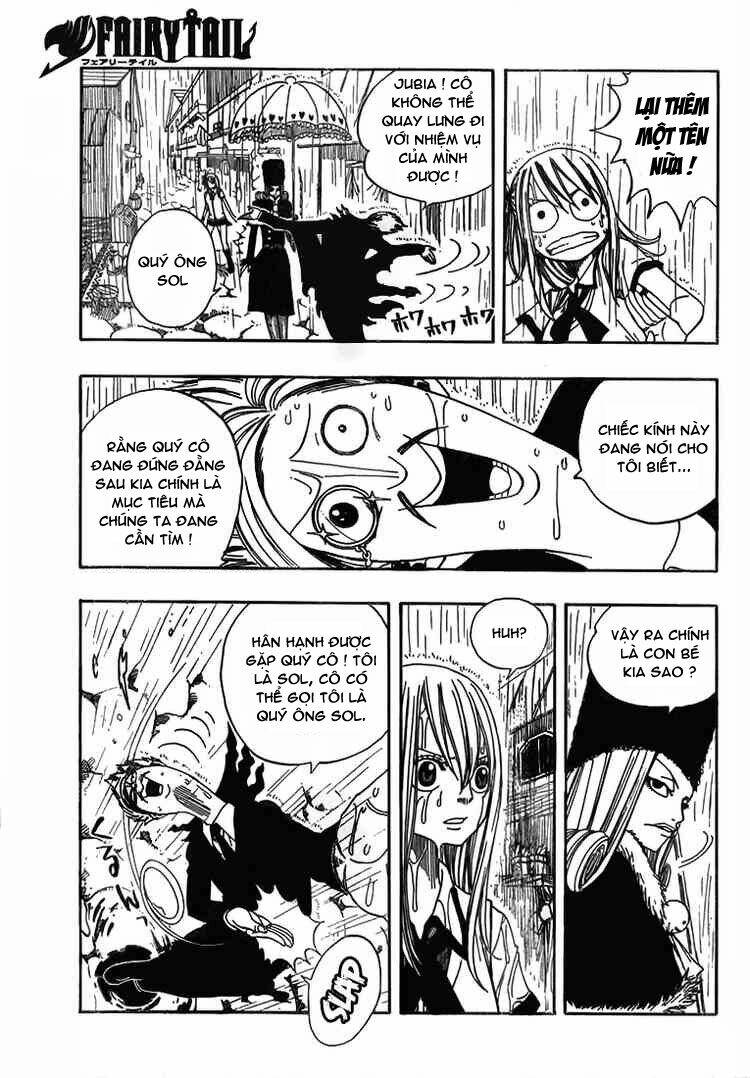 FAIRY TAIL
フェアリーテイル
LẠI THÊM
MỘT TÊN
NỮA !
JUBIA ! CÔ
KHÔNG THỂ
QUAY LƯNG ĐI
VỚI NHIỆM VỤ
CỦA MÌNH
ĐƯỢC !
QUÝ ÔNG
SOL
ホワ
ホワ
ホワ
CHIẾC KÍNH NÀY
ĐANG NÓI CHO
TÔI BIẾT...
RẰNG QUÝ CÔ
ĐANG ĐỨNG ĐẰNG
SAU KIA CHÍNH LÀ
MỤC TIÊU MÀ
CHÚNG TA ĐANG
CẦN TÌM !
VẬY RA CHÍNH
LÀ CON BÉ
KIA SAO ?
HUH?
HÂN HẠNH ĐƯỢC
GẶP QUÝ CÔ ! TÔI
LÀ SOL, CÔ CÓ
THỂ GỌI TÔI LÀ
QUÝ ÔNG SOL.
SLAP